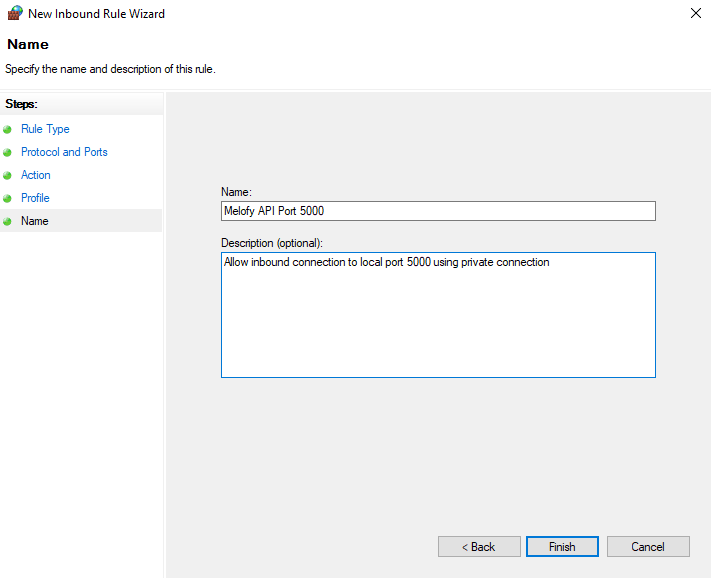 New Inbound Rule Wizard
Name
Specify the name and description of this rule.
Steps:
Rule Type
Protocol and Ports
Action
Profile
Name
Name:
Melofy API Port 5000
Description (optional):
Allow inbound connection to local port 5000 using private connection
< Back
Finish
Cancel